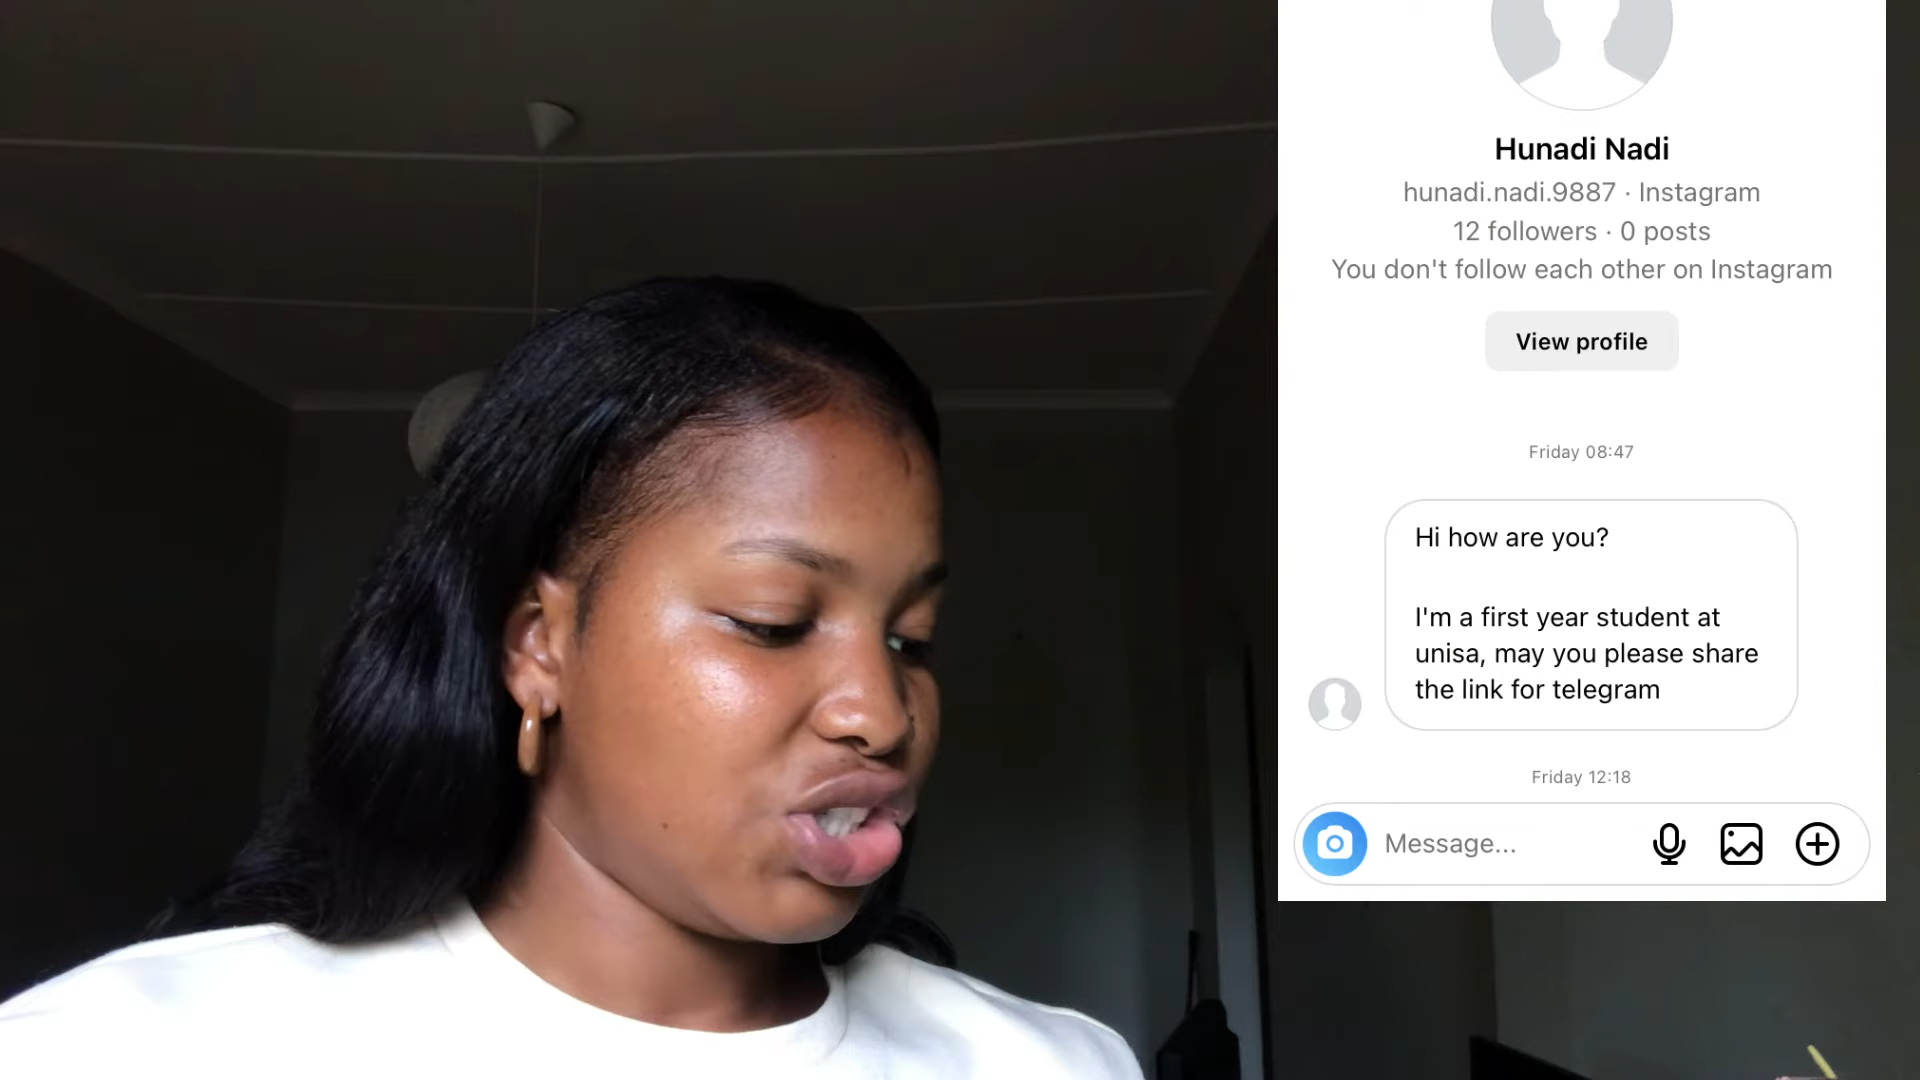 Hunadi Nadi
hunadi.nadi.9887 · Instagram
12 followers · 0 posts
You don't follow each other on Instagram
View profile
Friday 08:47
Hi how are you?
I'm a first year student at
unisa, may you please share
the link for telegram
Friday 12:18
Message...